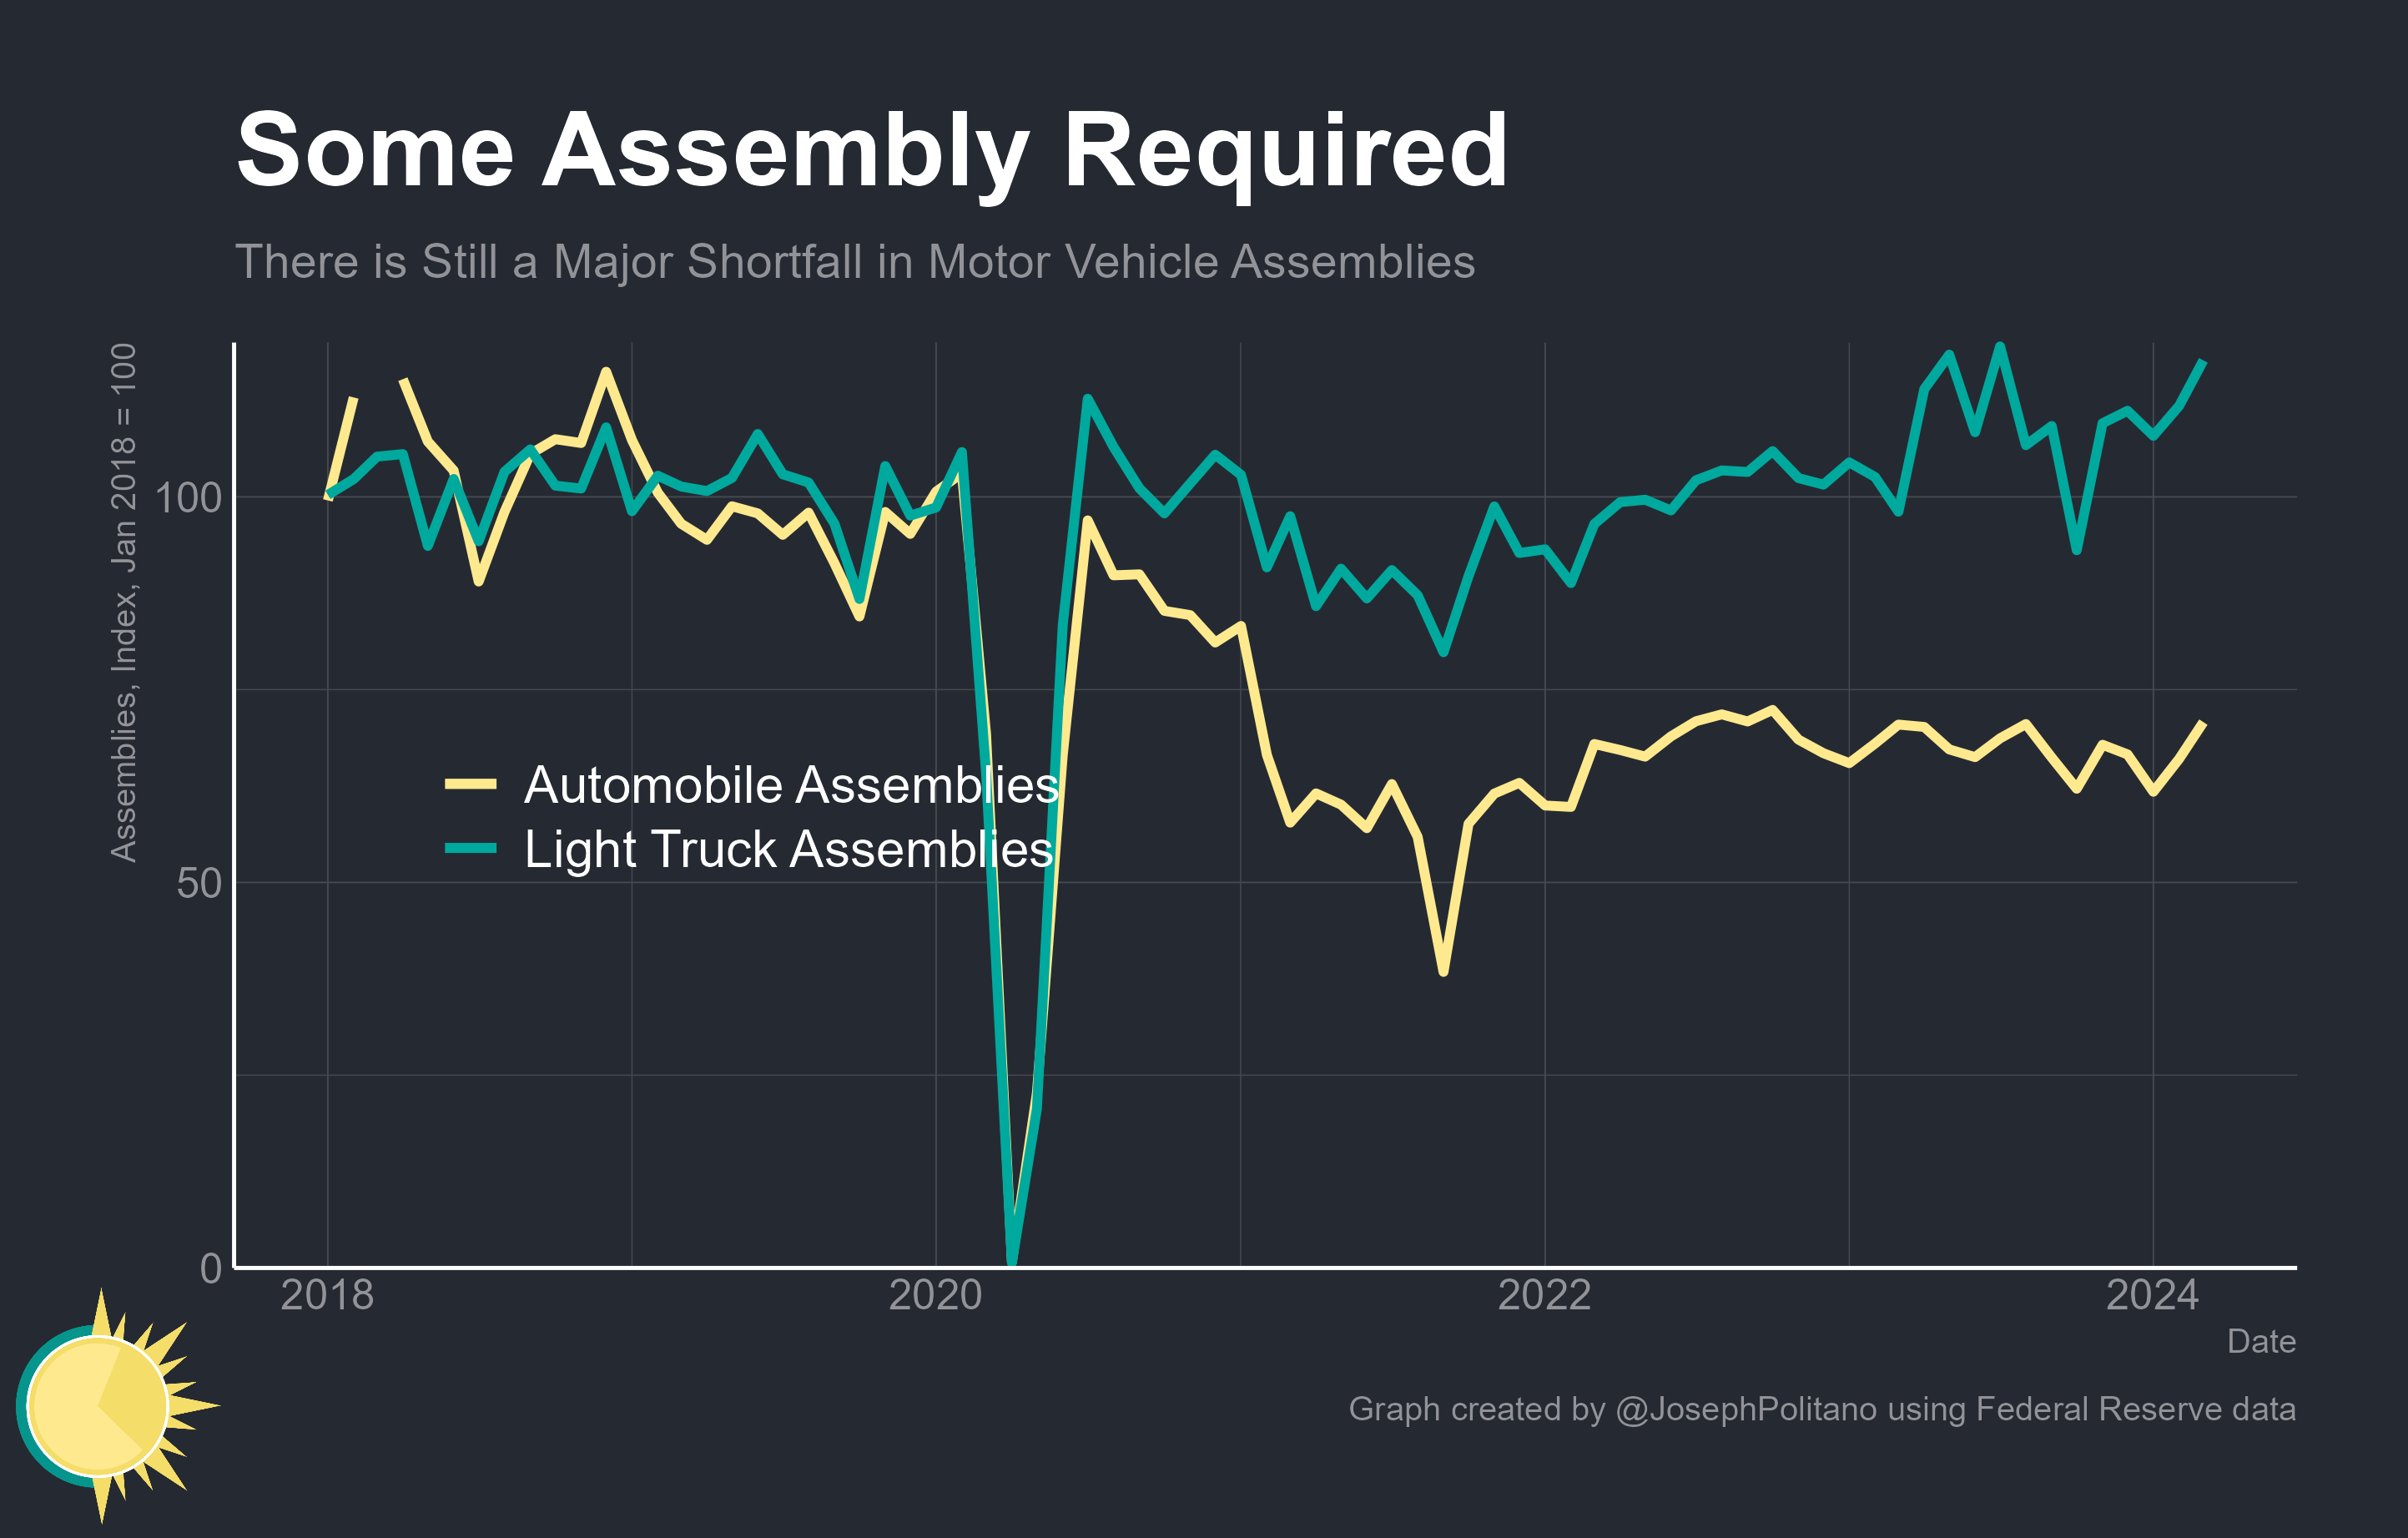 Some Assembly Required
There is Still a Major Shortfall in Motor Vehicle Assemblies
Assemblies, Index, Jan 2018 = 100
100
50
0
Automobile Assemblies
Light Truck Assemblies
2018
2020
2022
2024
Date
Graph created by @JosephPolitano using Federal Reserve data